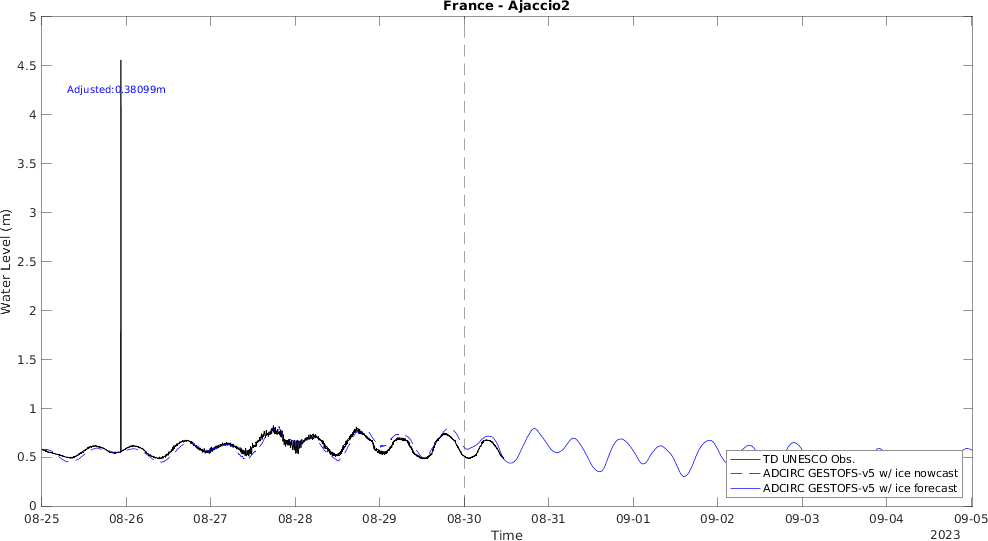 France - Ajaccio2
5
4.5
Adjusted:0.38099m
4
3.5
3
2.5
2
1.5
1
0.5
0
Water Level (m)
TD UNESCO Obs.
ADCIRC GESTOFS-v5 w/ ice nowcast
ADCIRC GESTOFS-v5 w/ ice forecast
08-25 08-26 08-27 08-28 08-29 08-30 08-31 09-01 09-02 09-03 09-04 09-05
Time
2023